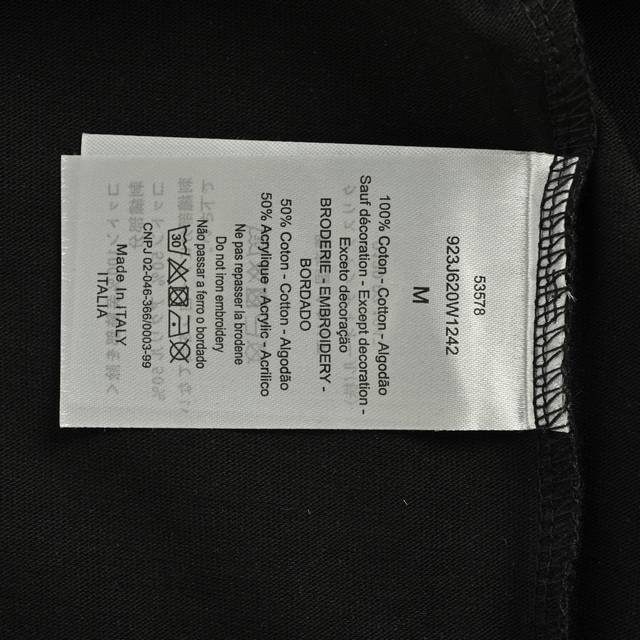 53578
923J620W1242
M
100% Coton - Cotton - Algodão
Sauf décoration - Except decoration -
Exceto decoração
BRODERIE - EMBROIDERY -
BORDADO
50% Coton - Cotton - Algodão
50% Acrylique - Acrylic - Acrílico
Ne pas repasser la broderie
Do not Iron embroidery
Não passar a ferro o bordado
30
CNPJ 02-046-366/0003-99
Made In ITALY
ITALIA